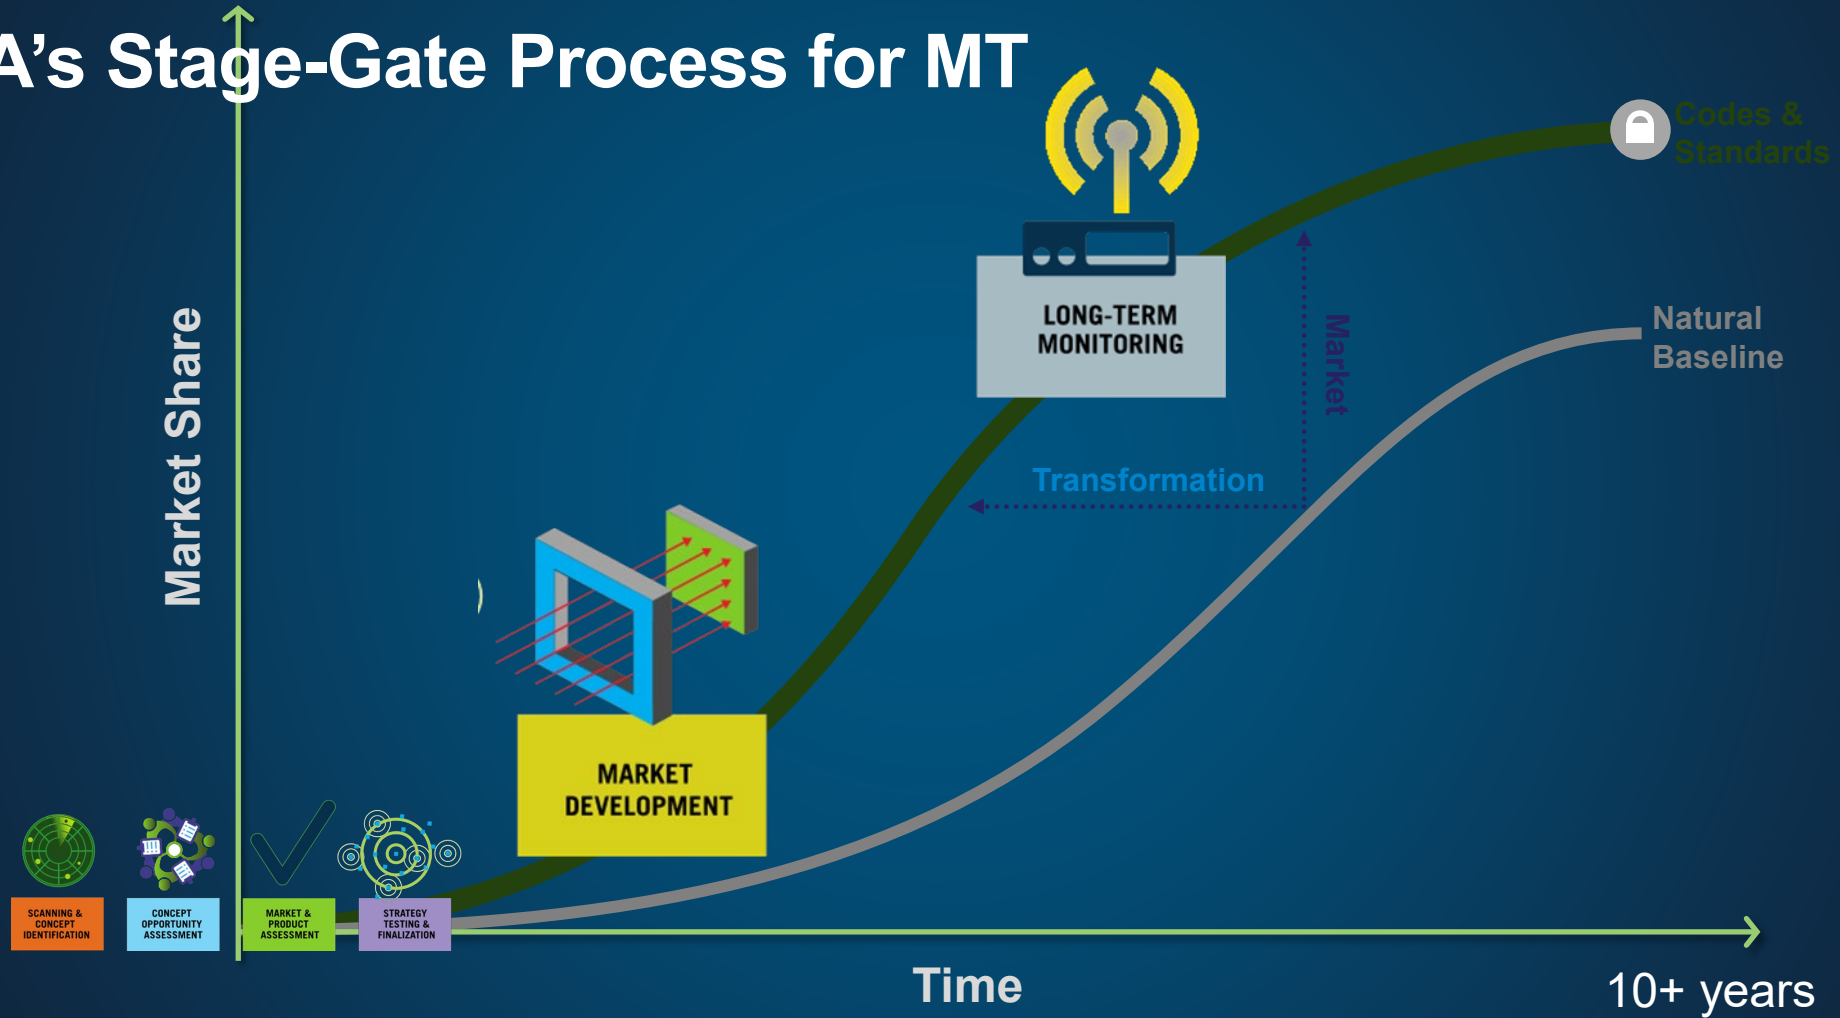 A's Stage-Gate Process for MT
Codes &
Standards
Market Share
LONG-TERM
MONITORING
Market
Natural
Baseline
Transformation
MARKET
DEVELOPMENT
SCANNING &
CONCEPT
IDENTIFICATION
CONCEPT
OPPORTUNITY
ASSESSMENT
MARKET &
PRODUCT
ASSESSMENT
STRATEGY
TESTING &
FINALIZATION
Time
10+ years